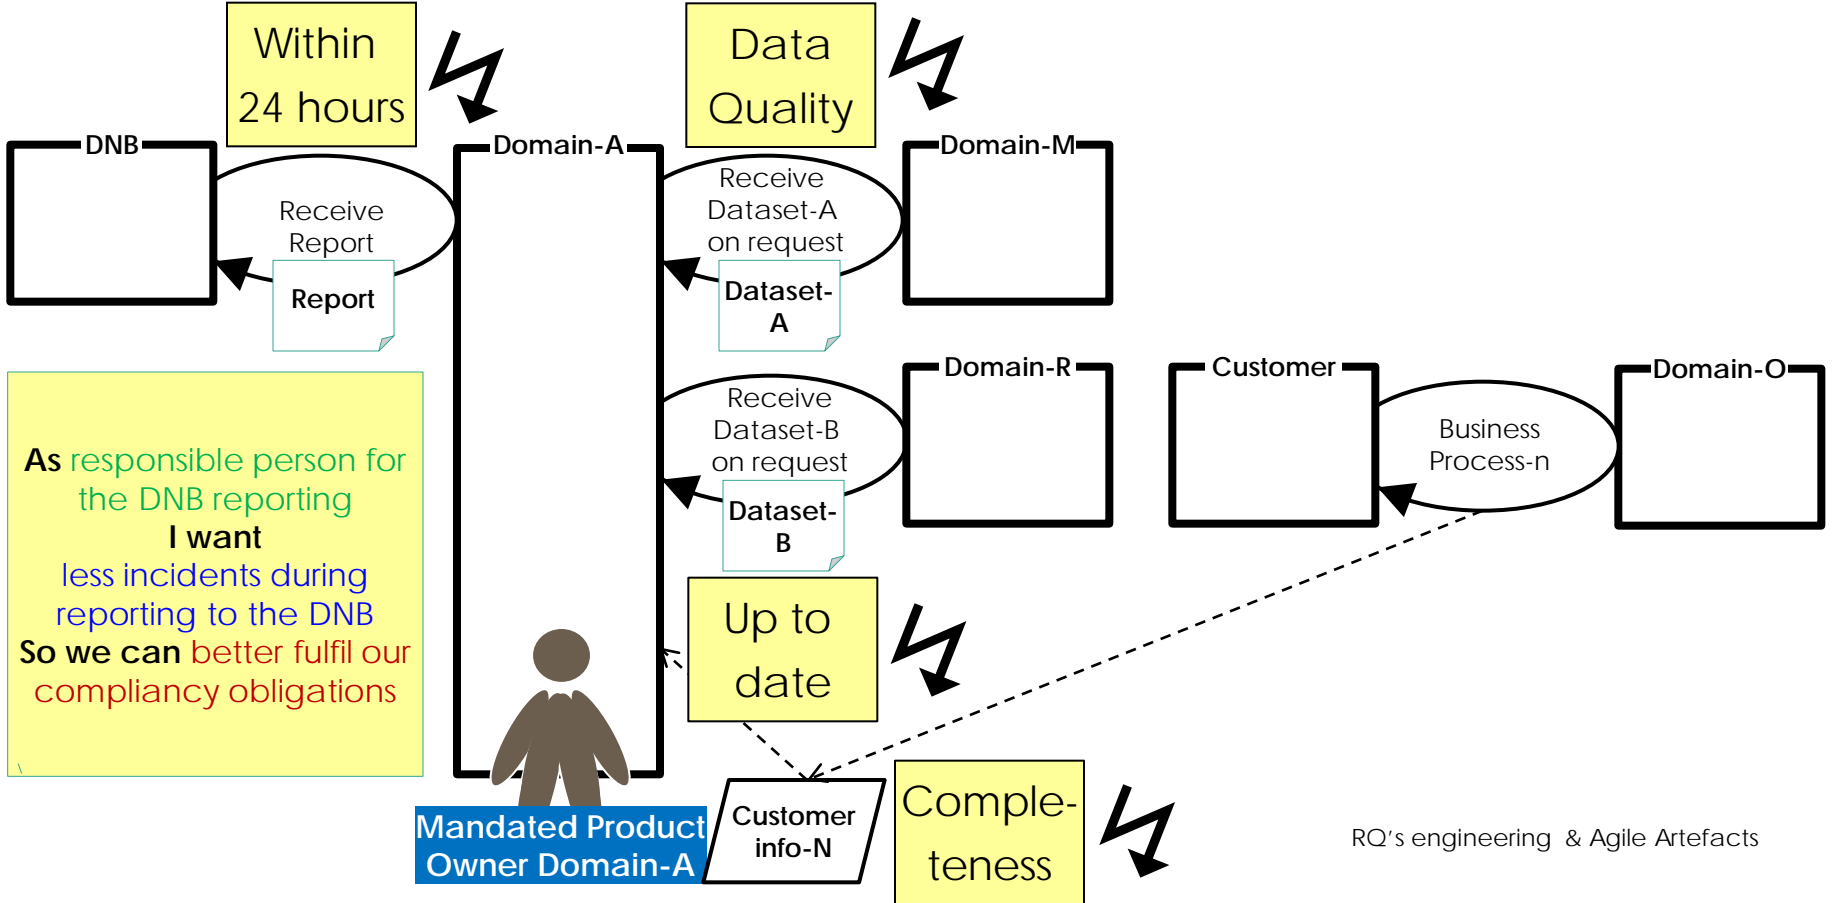 Within
24 hours
Data
Quality
DNB
Domain-A
Domain-M
Receive
Report
Report
Receive
Dataset-A
on request
Dataset-
A
Domain-R
Customer
Domain-O
Receive
Dataset-B
on request
Dataset-
B
Business
Process-n
As responsible person for
the DNB reporting
I want
less incidents during
reporting to the DNB
So we can better fulfil our
compliancy obligations
\
Up to
date
Mandated Product
Owner Domain-A
Customer
info-N
Comple-
teness
RQ's engineering & Agile Artefacts